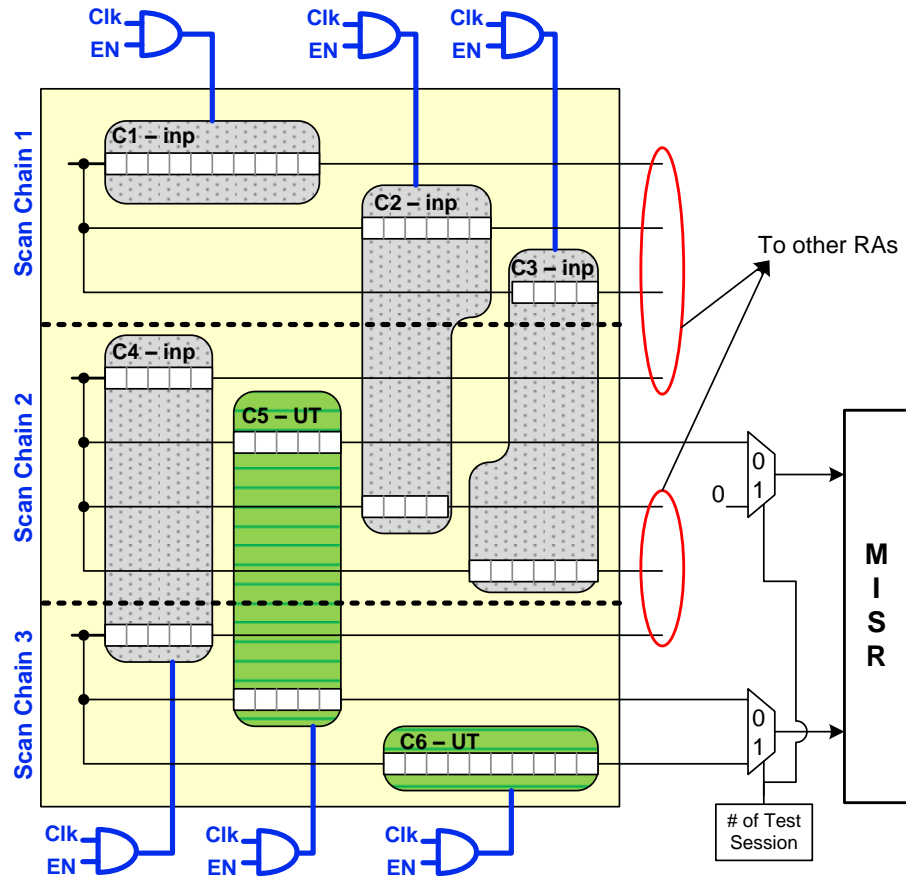 Clk
EN
Clk
EN
Clk
EN
Scan Chain 1
C1 – inp
C2 – inp
C3 – inp
To other RAs
Scan Chain 2
C4 – inp
C5 – UT
0
1
0
M
I
S
R
Scan Chain 3
C6 – UT
0
1
# of Test
Session
Clk
EN
Clk
EN
Clk
EN